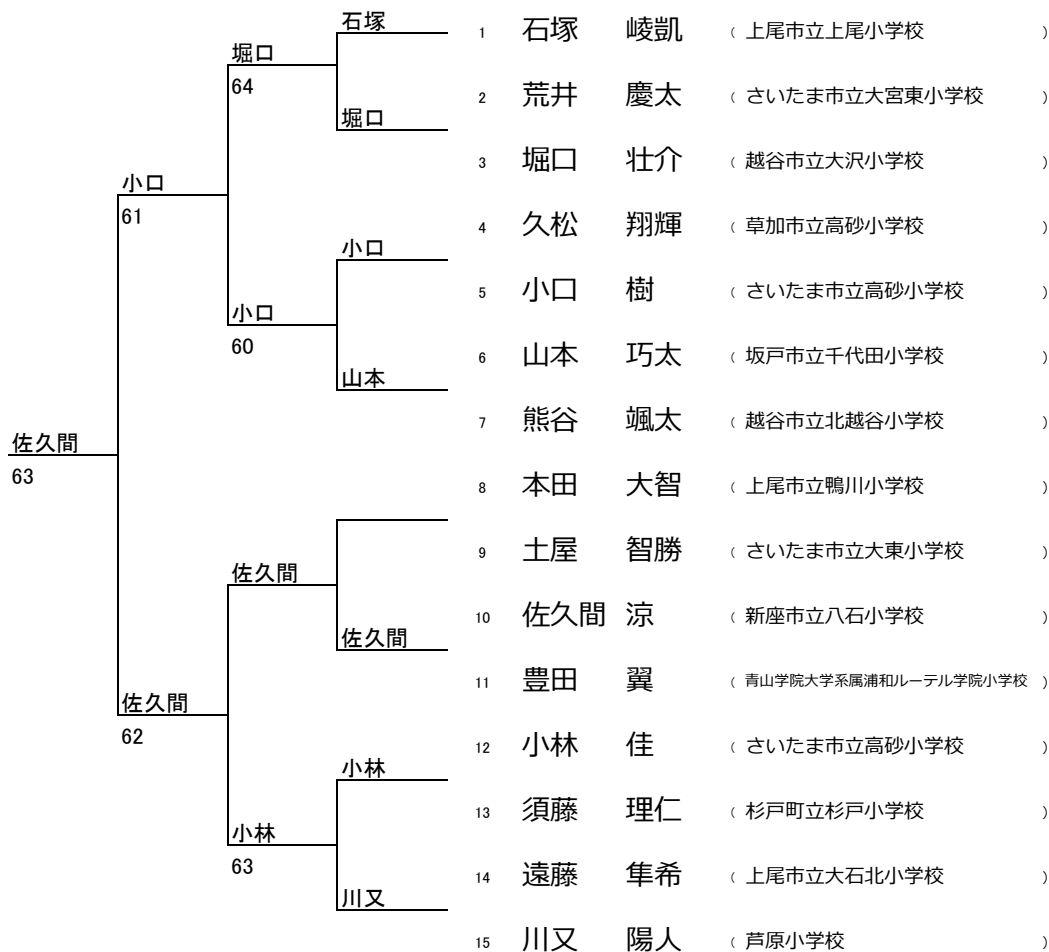 石塚
1 石塚 崚凱 ( 上尾市立上尾小学校 )
堀口
64
2 荒井 慶太 ( さいたま市立大宮東小学校 )
堀口
3 堀口 壮介 ( 越谷市立大沢小学校 )
小口
61
4 久松 翔輝 ( 草加市立高砂小学校 )
小口
5 小口 樹 ( さいたま市立高砂小学校 )
小口
60
6 山本 巧太 ( 坂戸市立千代田小学校 )
山本
7 熊谷 颯太 ( 越谷市立北越谷小学校 )
佐久間
63
8 本田 大智 ( 上尾市立鴨川小学校 )
9 土屋 智勝 ( さいたま市立大東小学校 )
佐久間
10 佐久間 涼 ( 新座市立八石小学校 )
佐久間
11 豊田 翼 ( 青山学院大学系属浦和ルーテル学院小学校 )
佐久間
62
12 小林 佳 ( さいたま市立高砂小学校 )
小林
13 須藤 理仁 ( 杉戸町立杉戸小学校 )
小林
63
14 遠藤 隼希 ( 上尾市立大石北小学校 )
川又
15 川又 陽人 ( 芦原小学校 )